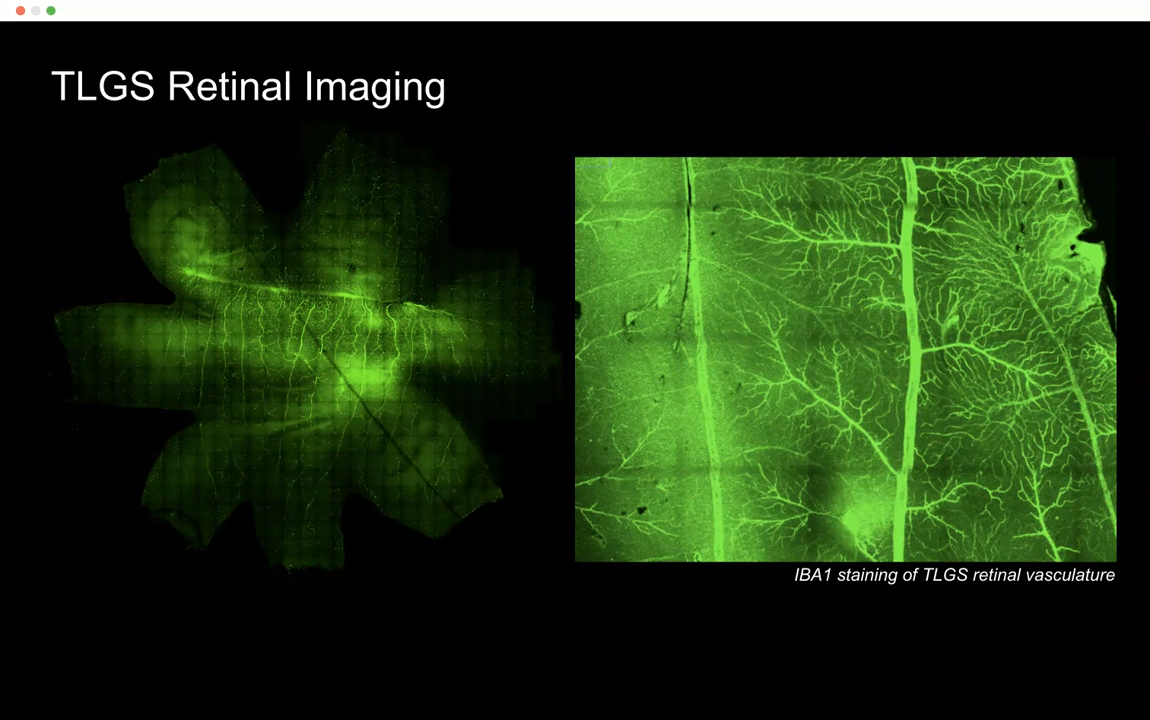 TLGS Retinal Imaging
IBA1 staining of TLGS retinal vasculature